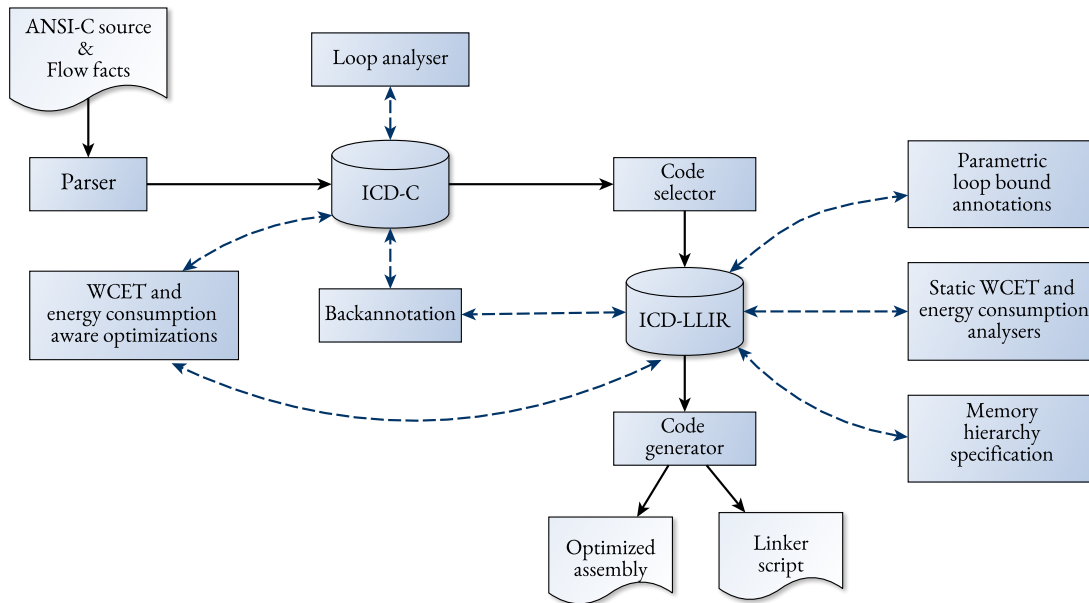 ANSI-C source
&
Flow facts
Loop analyser
Parser
ICD-C
Code
selector
Parametric
loop bound
annotations
WCET and
energy consumption
aware optimizations
Backannotation
ICD-LLIR
Static WCET and
energy consumption
analysers
Code
generator
Memory
hierarchy
specification
Optimized
assembly
Linker
script